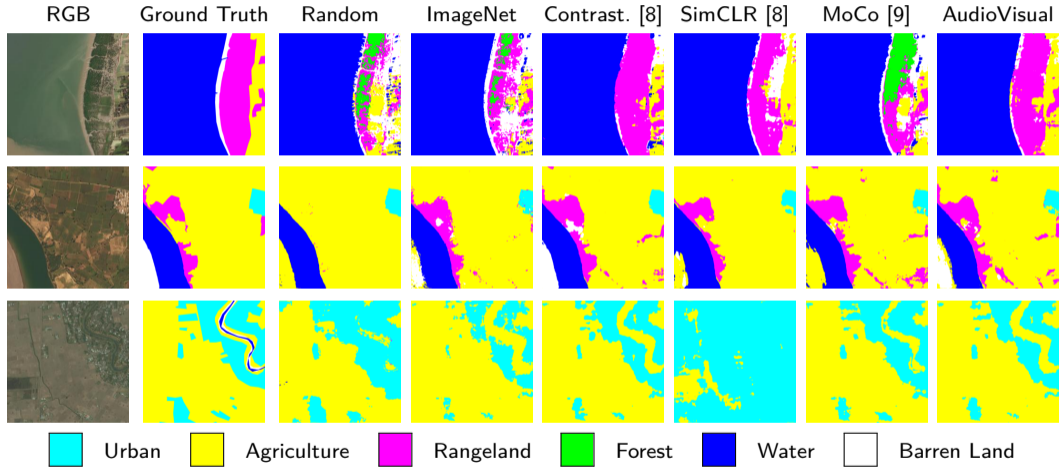 RGB Ground Truth Random ImageNet Contrast. [8] SimCLR [8] MoCo [9] AudioVisual
Urban Agriculture Rangeland Forest Water Barren Land